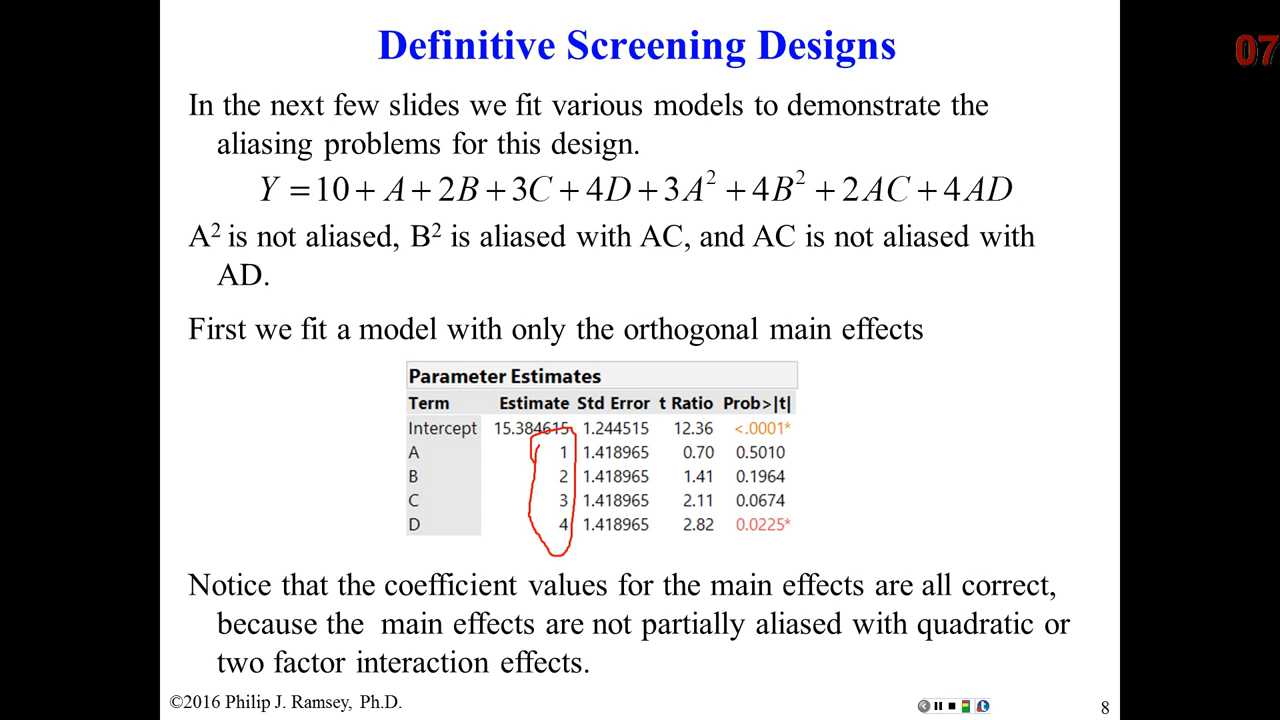 Definitive Screening Designs
07
In the next few slides we fit various models to demonstrate the
aliasing problems for this design.
Y = 10 + A + 2B + 3C + 4D + 3A² + 4B² + 2AC + 4AD
A² is not aliased, B² is aliased with AC, and AC is not aliased with
AD.
First we fit a model with only the orthogonal main effects
Parameter Estimates
Term Estimate Std Error t Ratio Prob>|t|
Intercept 15.384615 1.244515 12.36 <.0001*
A 1 1.418965 0.70 0.5010
B 2 1.418965 1.41 0.1964
C 3 1.418965 2.11 0.0674
D 4 1.418965 2.82 0.0225*
Notice that the coefficient values for the main effects are all correct,
because the main effects are not partially aliased with quadratic or
two factor interaction effects.
©2016 Philip J. Ramsey, Ph.D.
8